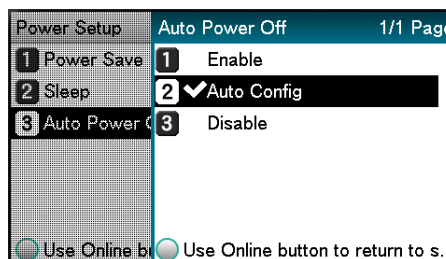 Power Setup
1 Power Save
2 Sleep
3 Auto Power
Use Online
Auto Power Off 1/1 Page
1 Enable
2 Auto Config
3 Disable
Use Online button to return to s.